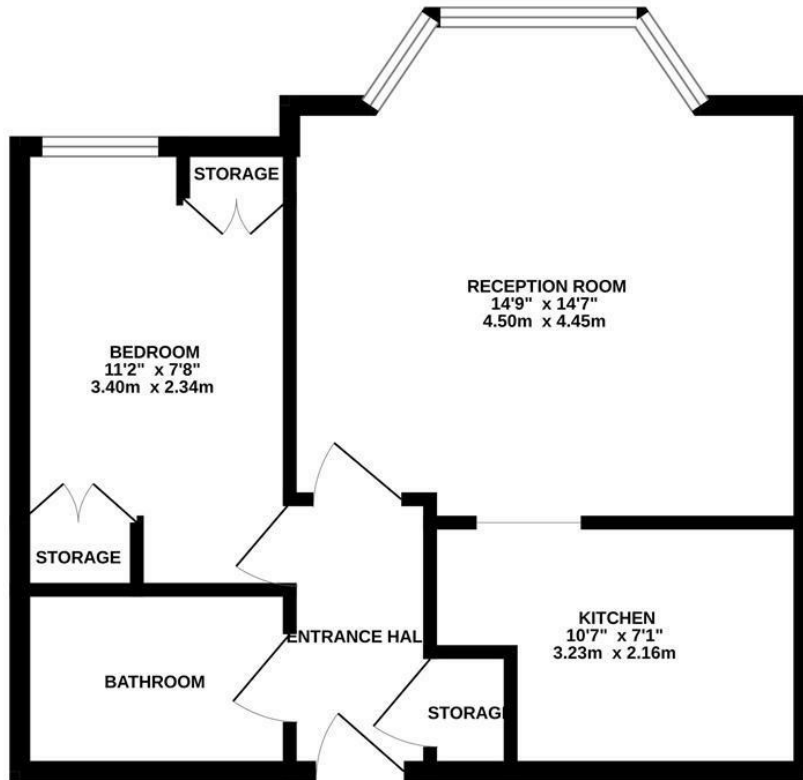 STORAGE
RECEPTION ROOM
14'9" x 14'7"
4.50m x 4.45m
BEDROOM
11'2" x 7'8"
3.40m x 2.34m
STORAGE
KITCHEN
10'7" x 7'1"
3.23m x 2.16m
ENTRANCE HAL
BATHROOM
STORAGE